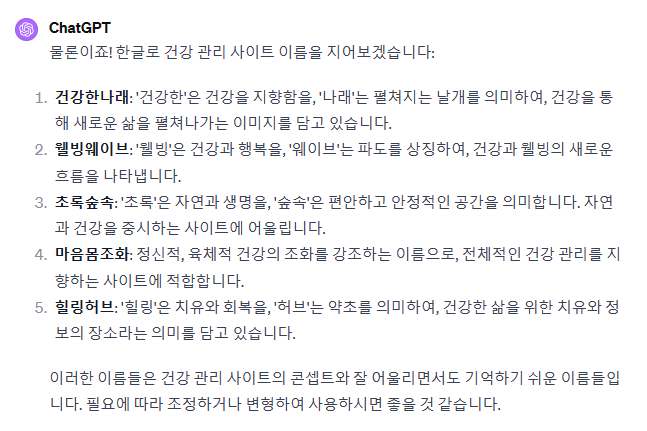 ChatGPT
물론이죠! 한글로 건강 관리 사이트 이름을 지어보겠습니다:
1. 건강한나래: '건강한'은 건강을 지향함을, '나래'는 펼쳐지는 날개를 의미하여, 건강을 통
해 새로운 삶을 펼쳐나가는 이미지를 담고 있습니다.
2. 웰빙웨이브: '웰빙'은 건강과 행복을, '웨이브'는 파도를 상징하여, 건강과 웰빙의 새로운
흐름을 나타냅니다.
3. 초록숲속: '초록'은 자연과 생명을, '숲속'은 편안하고 안정적인 공간을 의미합니다. 자연
과 건강을 중시하는 사이트에 어울립니다.
4. 마음몸조화: 정신적, 육체적 건강의 조화를 강조하는 이름으로, 전체적인 건강 관리를 지
향하는 사이트에 적합합니다.
5. 힐링허브: '힐링'은 치유와 회복을, '허브'는 약초를 의미하여, 건강한 삶을 위한 치유와 정
보의 장소라는 의미를 담고 있습니다.
이러한 이름들은 건강 관리 사이트의 콘셉트와 잘 어울리면서도 기억하기 쉬운 이름들입
니다. 필요에 따라 조정하거나 변형하여 사용하시면 좋을 것 같습니다.